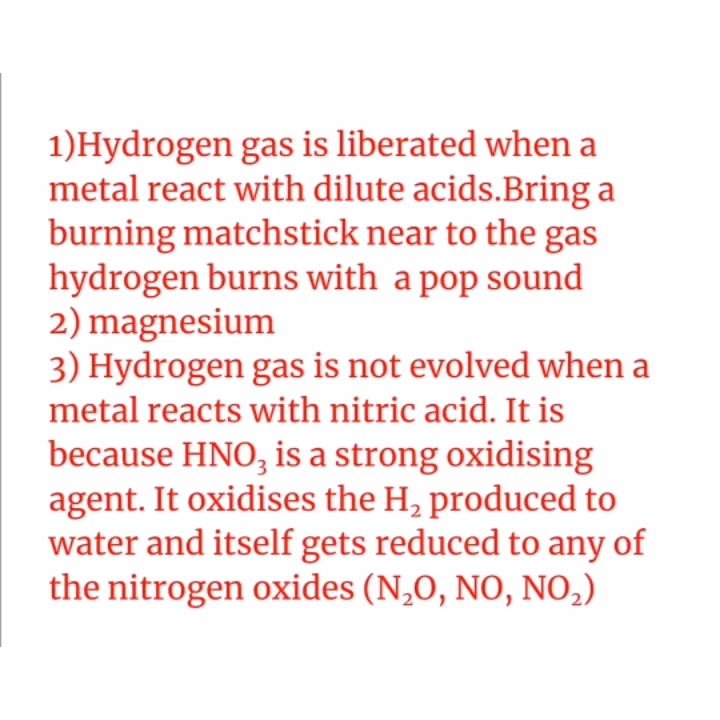 1)Hydrogen gas is liberated when a
metal react with dilute acids.Bring a
burning matchstick near to the gas
hydrogen burns with  a pop sound
2) magnesium
3) Hydrogen gas is not evolved when a
metal reacts with nitric acid. It is
because HNO₃ is a strong oxidising
agent. It oxidises the H₂ produced to
water and itself gets reduced to any of
the nitrogen oxides (N₂O, NO, NO₂)